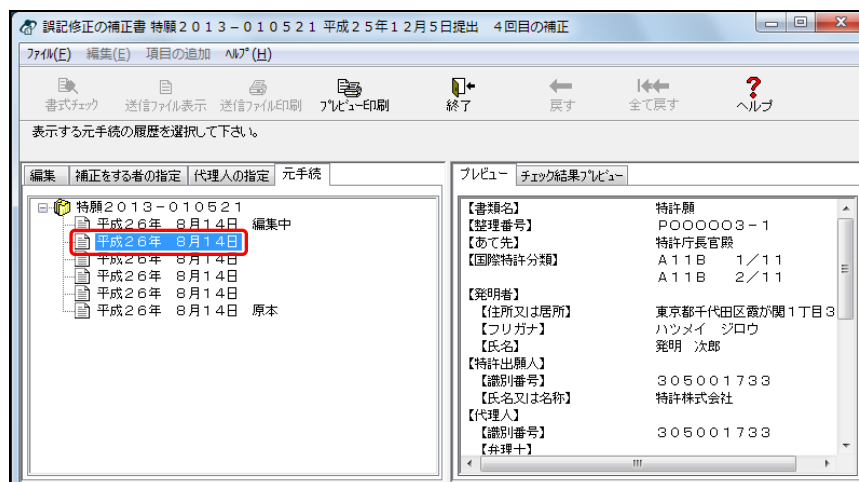 誤記修正の補正書 特願２０１３－０１０５２１ 平成２５年１２月５日提出　４回目の補正
ﾌｧｲﾙ(F)　編集(E)　項目の追加　ﾍﾙﾌﾟ(H)
書式ﾁｪｯｸ　送信ﾌｧｲﾙ表示　送信ﾌｧｲﾙ印刷　ﾌﾟﾚﾋﾞｭｰ印刷　終了　戻す　全て戻す　ヘルプ
表示する元手続の履歴を選択して下さい。
編集　補正をする者の指定　代理人の指定　元手続
特願２０１３－０１０５２１
平成２６年　８月１４日　編集中
平成２６年　８月１４日
平成２６年　８月１４日
平成２６年　８月１４日
平成２６年　８月１４日
平成２６年　８月１４日　原本
プレビュー　チェック結果ﾌﾟﾚﾋﾞｭｰ
【書類名】　特許願
【整理番号】　Ｐ０００００３－１
【あて先】　特許庁長官殿
【国際特許分類】　Ａ１１Ｂ　１／１１
Ａ１１Ｂ　２／１１
【発明者】
【住所又は居所】　東京都千代田区霞が関１丁目３
【フリガナ】　ハツメイ　ジロウ
【氏名】　発明　次郎
【特許出願人】
【識別番号】　３０５００１７３３
【氏名又は名称】　特許株式会社
【代理人】
【識別番号】　３０５００１７３３
【弁理士】